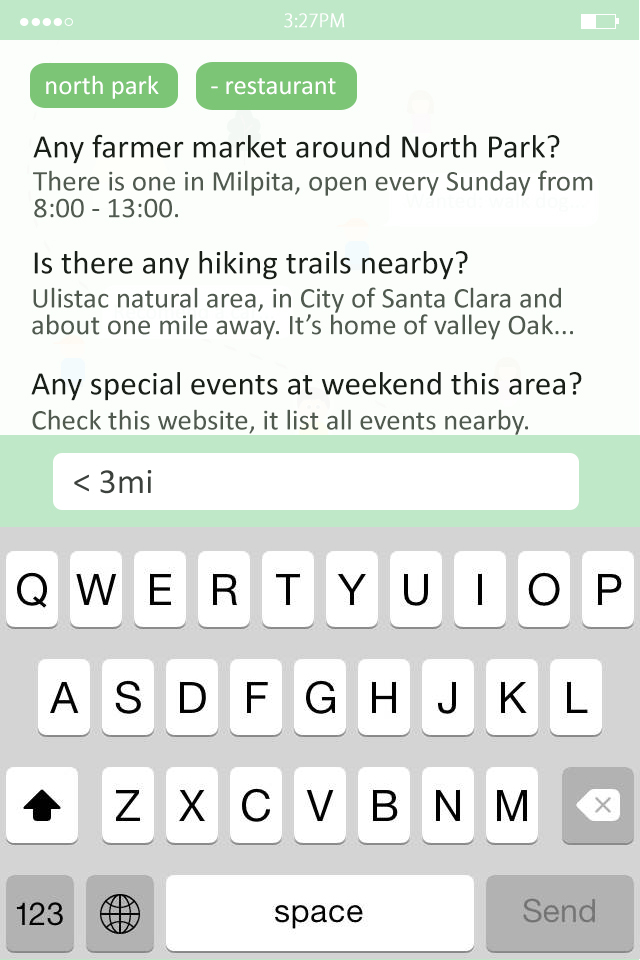 3:27PM
north park
- restaurant
Any farmer market around North Park?
There is one in Milpita, open every Sunday from
8:00 - 13:00.
Is there any hiking trails nearby?
Ulistac natural area, in City of Santa Clara and
about one mile away. It’s home of valley Oak...
Any special events at weekend this area?
Check this website, it list all events nearby.
< 3mi
Q W E R T Y U I O P
A S D F G H J K L
Z X C V B N M
123 space Send